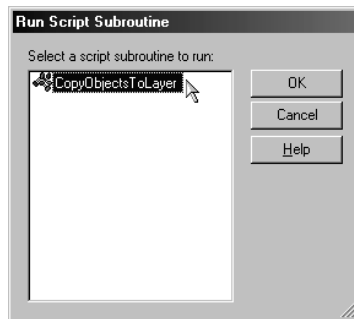 Run Script Subroutine
Select a script subroutine to run:
CopyObjectsToLayer
OK
Cancel
Help